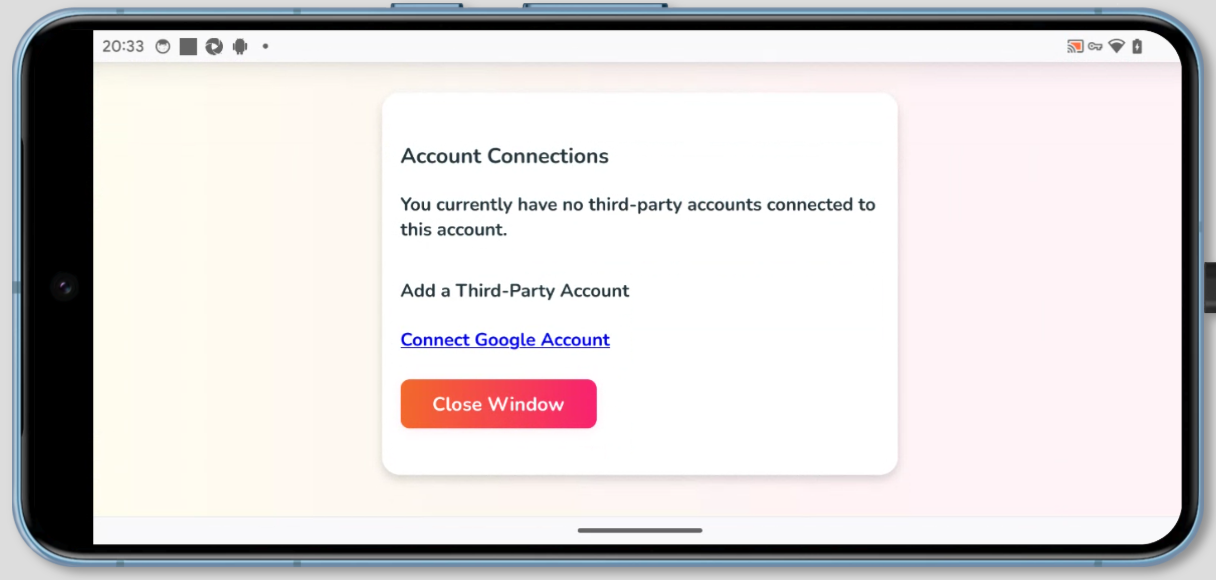 20:33
Account Connections
You currently have no third-party accounts connected to
this account.
Add a Third-Party Account
Connect Google Account
Close Window